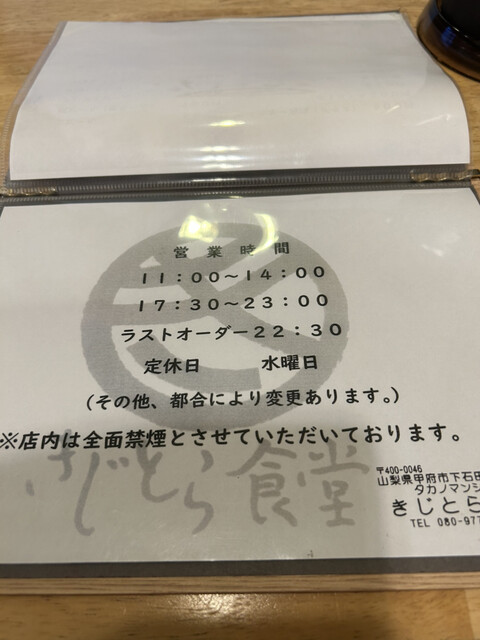 営業時間
11：00～14：00
17：30～23：00
ラストオーダー22：30
定休日 水曜日
（その他、都合により変更あります。）
※店内は全面禁煙とさせていただいております。
きじとら食堂
〒400-0046
山梨県甲府市下石田
タカノマンシ
きじとら
TEL 080-977